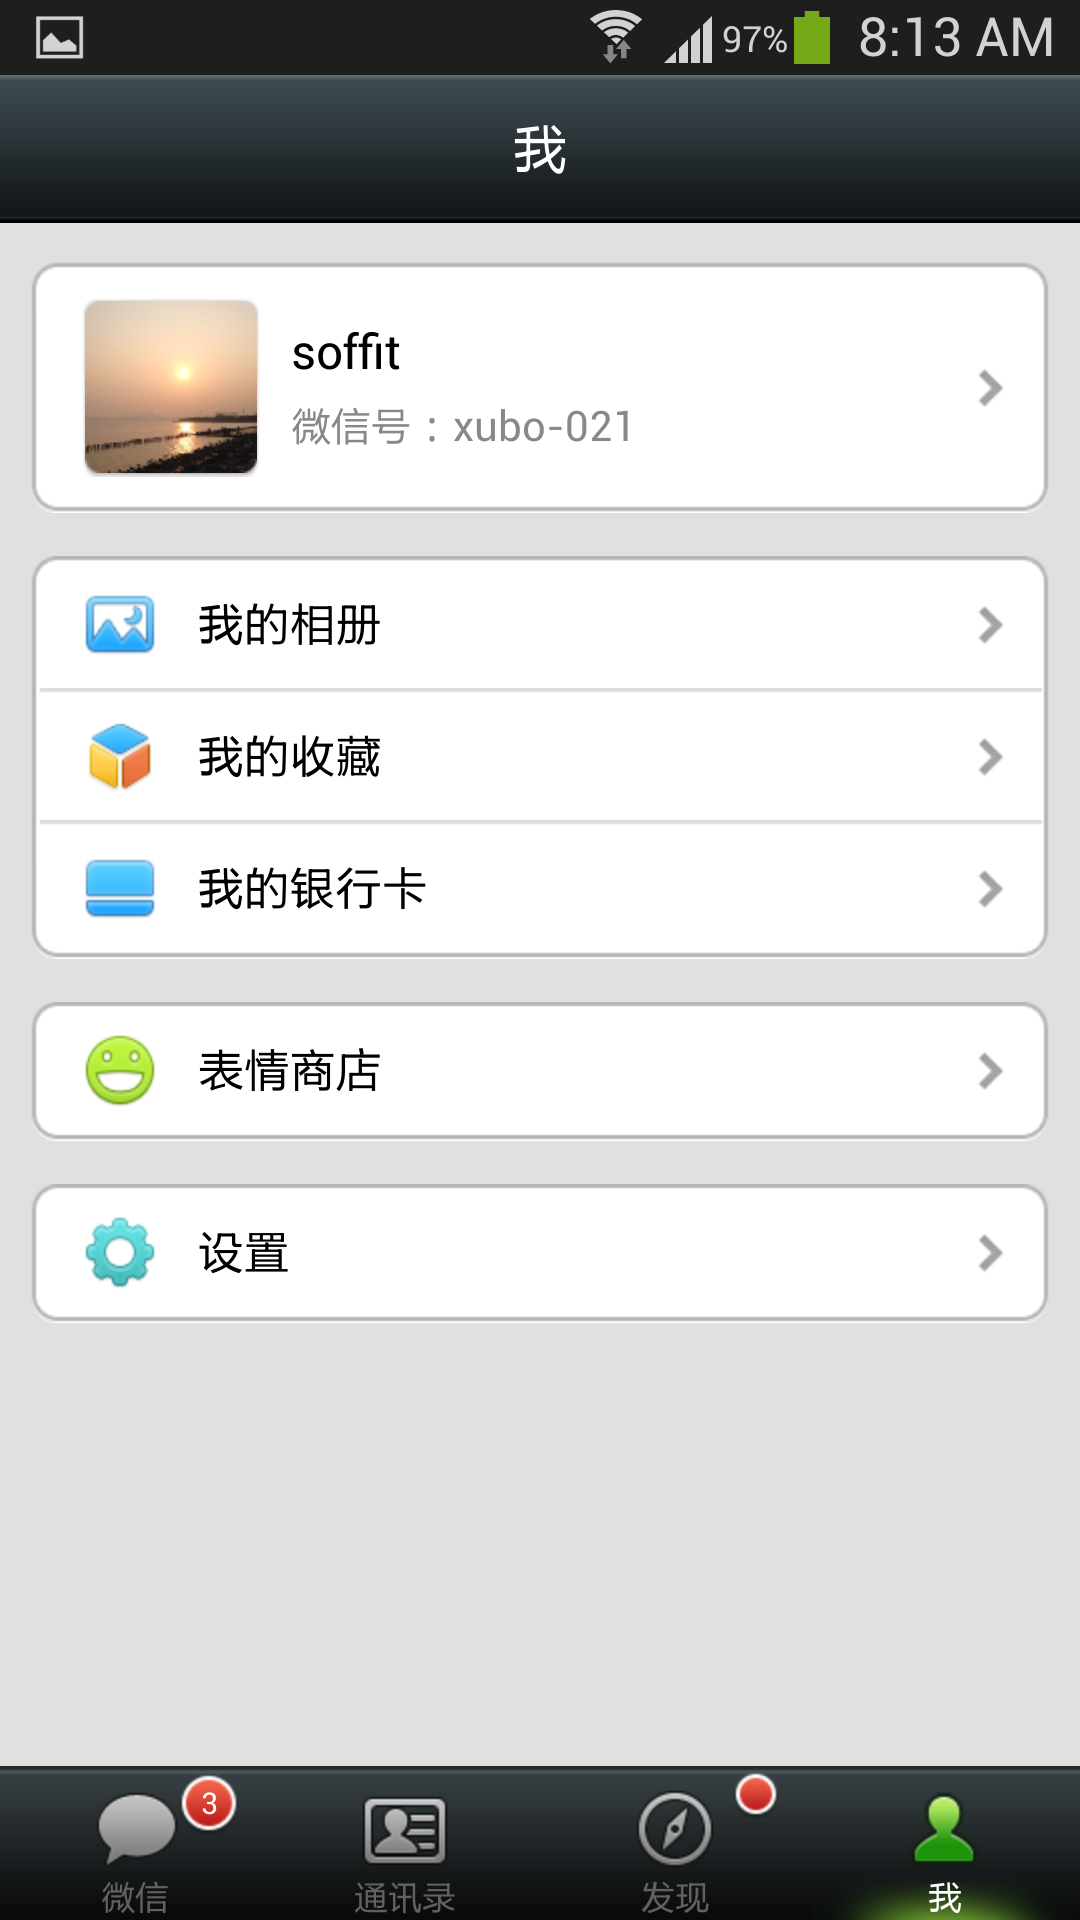 97% 8:13 AM
我
soffit
微信号：xubo-021
我的相册
我的收藏
我的银行卡
表情商店
设置
3
微信 通讯录 发现 我